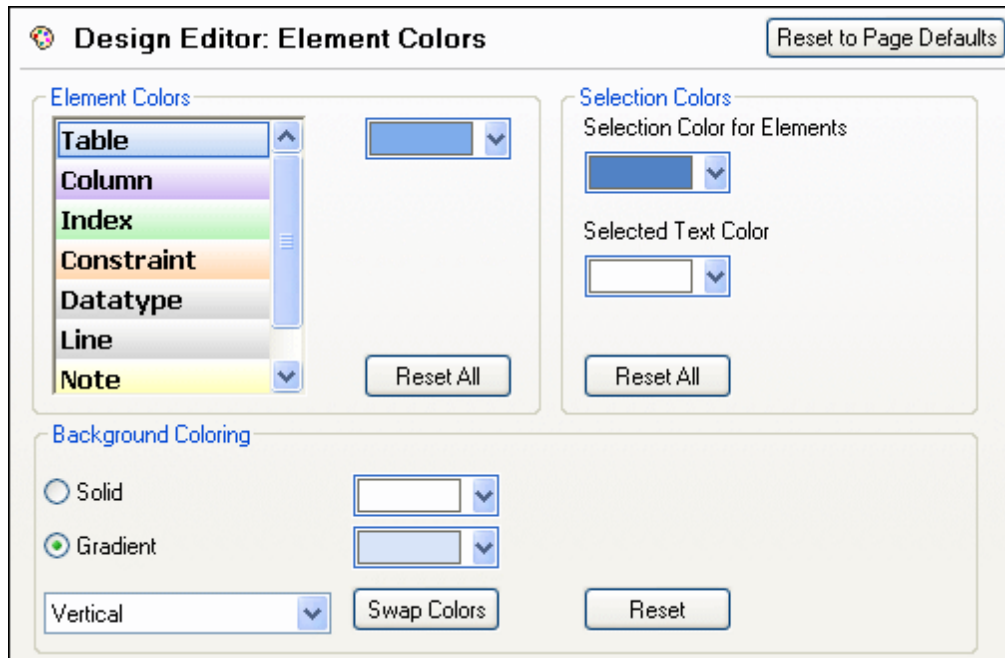 Design Editor: Element Colors
Reset to Page Defaults
Element Colors
Table
Column
Index
Constraint
Datatype
Line
Note
Reset All
Selection Colors
Selection Color for Elements
Selected Text Color
Reset All
Background Coloring
Solid
Gradient
Vertical
Swap Colors
Reset